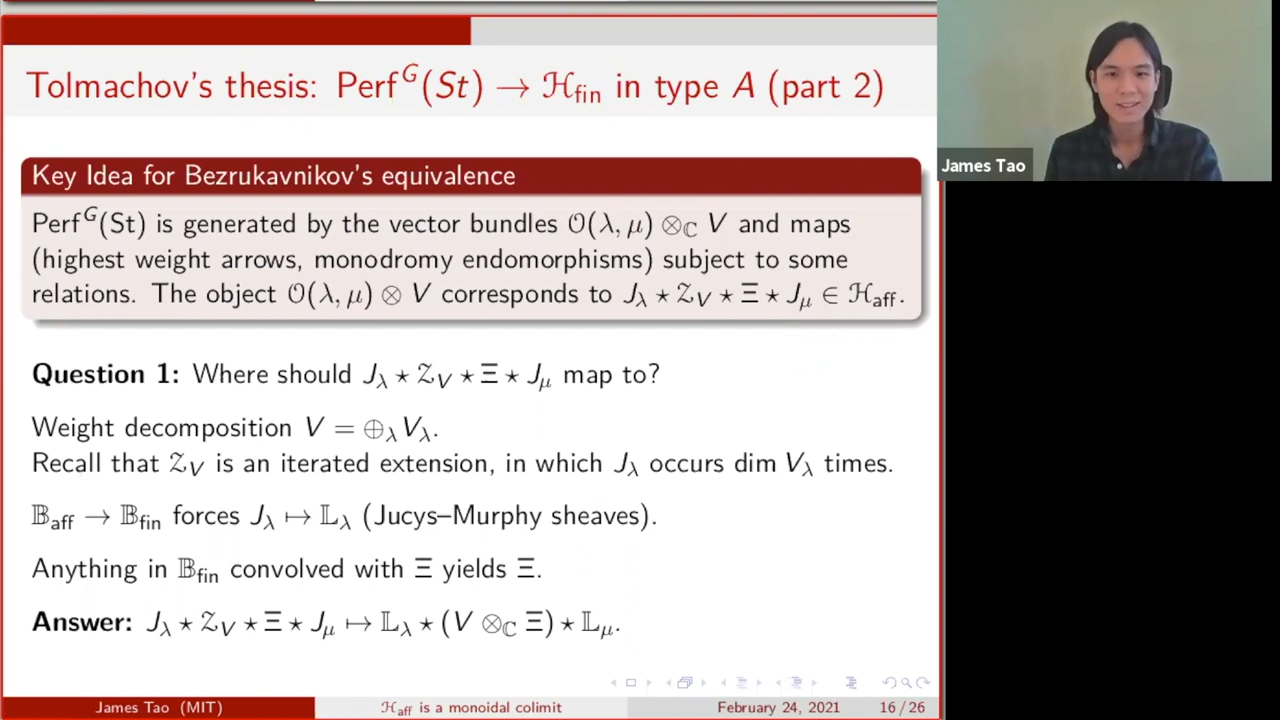 Tolmachov's thesis: Perf^G(St) → ℋ_fin in type A (part 2)
Key Idea for Bezrukavnikov's equivalence
Perf^G(St) is generated by the vector bundles 𝒪(λ, μ) ⊗_ℂ V and maps
(highest weight arrows, monodromy endomorphisms) subject to some
relations. The object 𝒪(λ, μ) ⊗ V corresponds to J_λ ⋆ 𝒵_V ⋆ Ξ ⋆ J_μ ∈ ℋ_aff.
Question 1: Where should J_λ ⋆ 𝒵_V ⋆ Ξ ⋆ J_μ map to?
Weight decomposition V = ⊕_λ V_λ.
Recall that 𝒵_V is an iterated extension, in which J_λ occurs dim V_λ times.
𝔹_aff → 𝔹_fin forces J_λ ↦ 𝕃_λ (Jucys–Murphy sheaves).
Anything in 𝔹_fin convolved with Ξ yields Ξ.
Answer: J_λ ⋆ 𝒵_V ⋆ Ξ ⋆ J_μ ↦ 𝕃_λ ⋆ (V ⊗_ℂ Ξ) ⋆ 𝕃_μ.
James Tao (MIT)
ℋ_aff is a monoidal colimit
February 24, 2021
16 / 26
James Tao